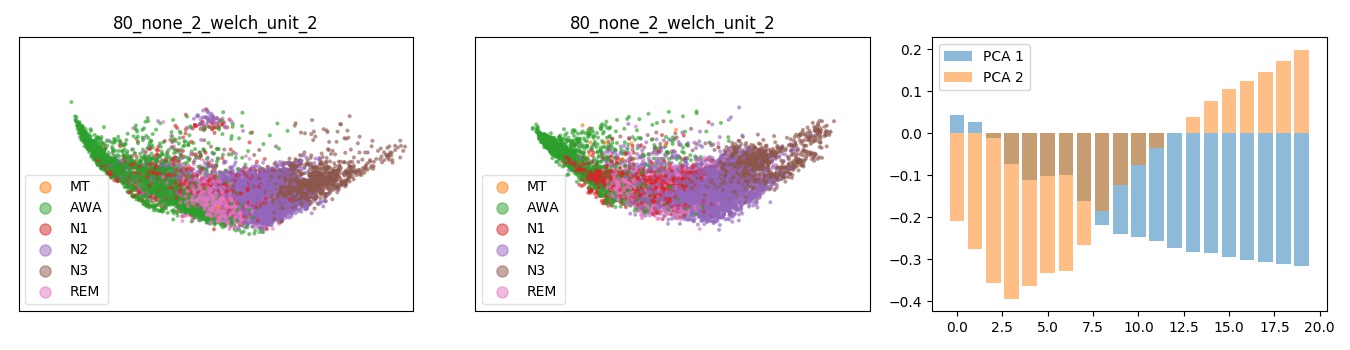 80_none_2_welch_unit_2
MT
AWA
N1
N2
N3
REM
80_none_2_welch_unit_2
MT
AWA
N1
N2
N3
REM
PCA 1
PCA 2
0.2
0.1
0.0
−0.1
−0.2
−0.3
−0.4
0.0 2.5 5.0 7.5 10.0 12.5 15.0 17.5 20.0